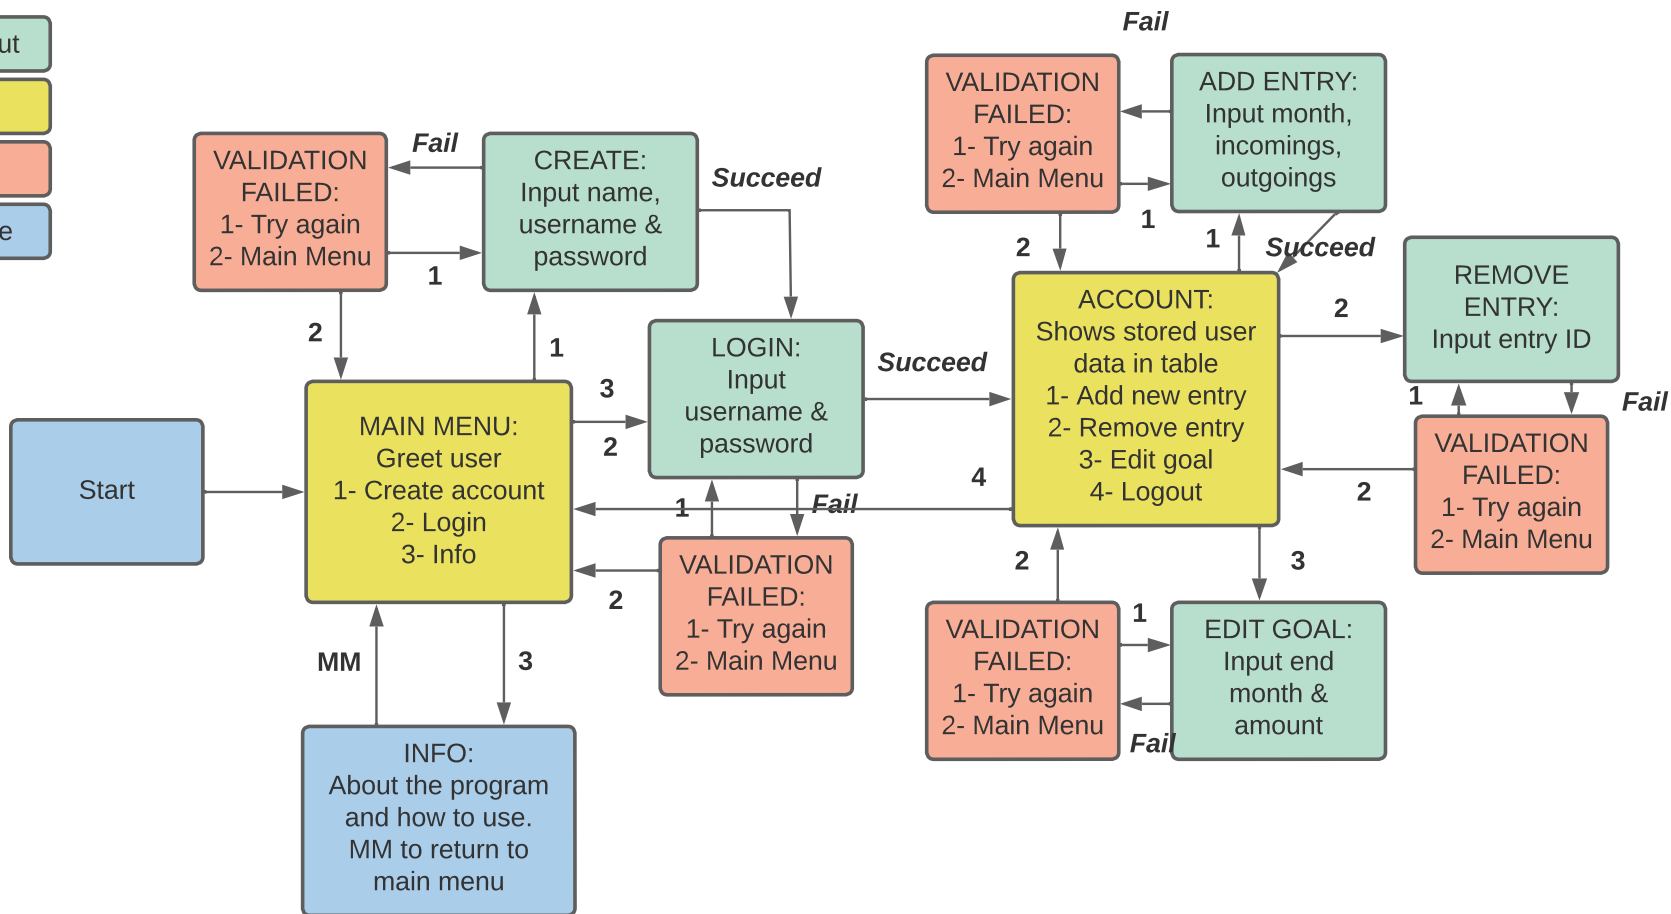 ut
e
Start
VALIDATION
FAILED:
1- Try again
2- Main Menu
Fail
1
2
CREATE:
Input name,
username &
password
Succeed
1
MAIN MENU:
Greet user
1- Create account
2- Login
3- Info
3
2
LOGIN:
Input
username &
password
Succeed
1
Fail
4
VALIDATION
FAILED:
1- Try again
2- Main Menu
2
MM
3
INFO:
About the program
and how to use.
MM to return to
main menu
Fail
VALIDATION
FAILED:
1- Try again
2- Main Menu
1
2
ADD ENTRY:
Input month,
incomings,
outgoings
1
Succeed
ACCOUNT:
Shows stored user
data in table
1- Add new entry
2- Remove entry
3- Edit goal
4- Logout
2
REMOVE
ENTRY:
Input entry ID
1
Fail
VALIDATION
FAILED:
1- Try again
2- Main Menu
2
2
3
VALIDATION
FAILED:
1- Try again
2- Main Menu
1
Fail
EDIT GOAL:
Input end
month &
amount